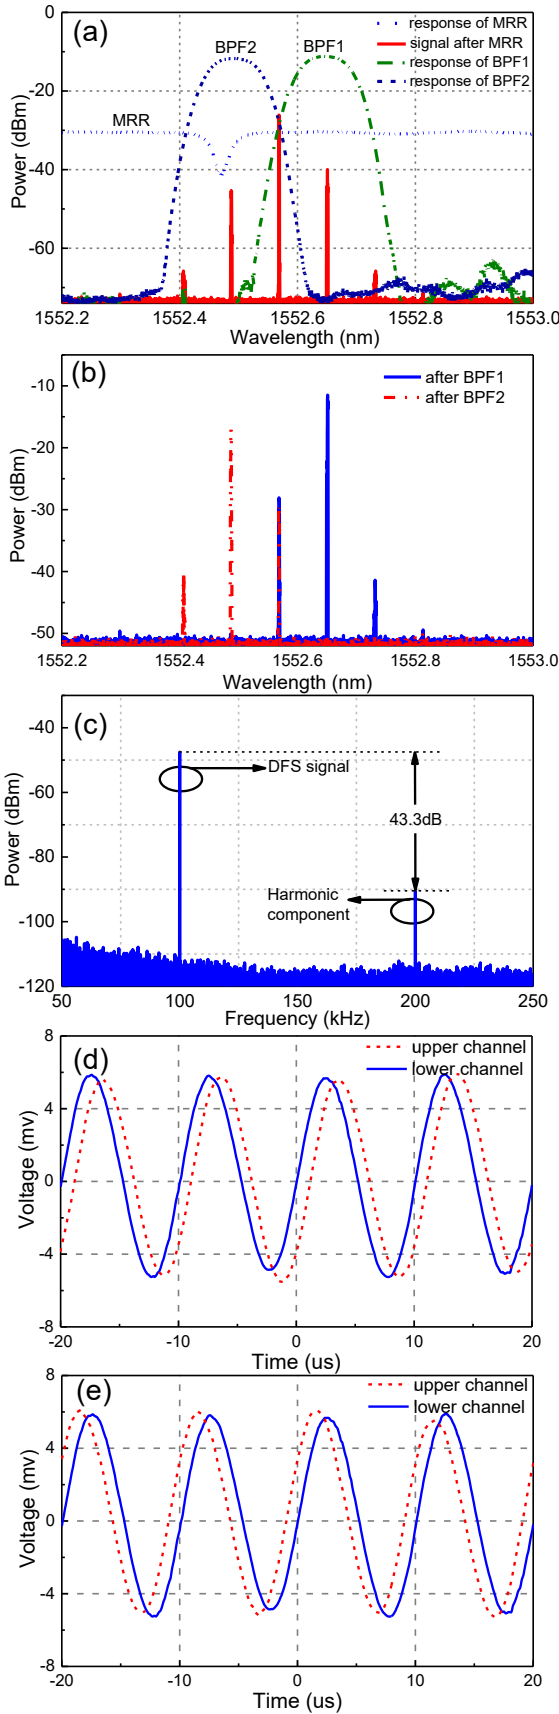 (a)
BPF2
BPF1
MRR
response of MRR
signal after MRR
response of BPF1
response of BPF2
0
-20
-40
-60
Power (dBm)
1552.2
1552.4
1552.6
1552.8
1553.0
Wavelength (nm)
(b)
after BPF1
after BPF2
-10
-20
-30
-40
-50
Power (dBm)
1552.2
1552.4
1552.6
1552.8
1553.0
Wavelength (nm)
(c)
DFS signal
43.3dB
Harmonic
component
-40
-60
-80
-100
-120
Power (dBm)
50
100
150
200
250
Frequency (kHz)
(d)
upper channel
lower channel
8
4
0
-4
-8
Voltage (mv)
-20
-10
0
10
20
Time (us)
(e)
upper channel
lower channel
8
4
0
-4
-8
Voltage (mv)
-20
-10
0
10
20
Time (us)